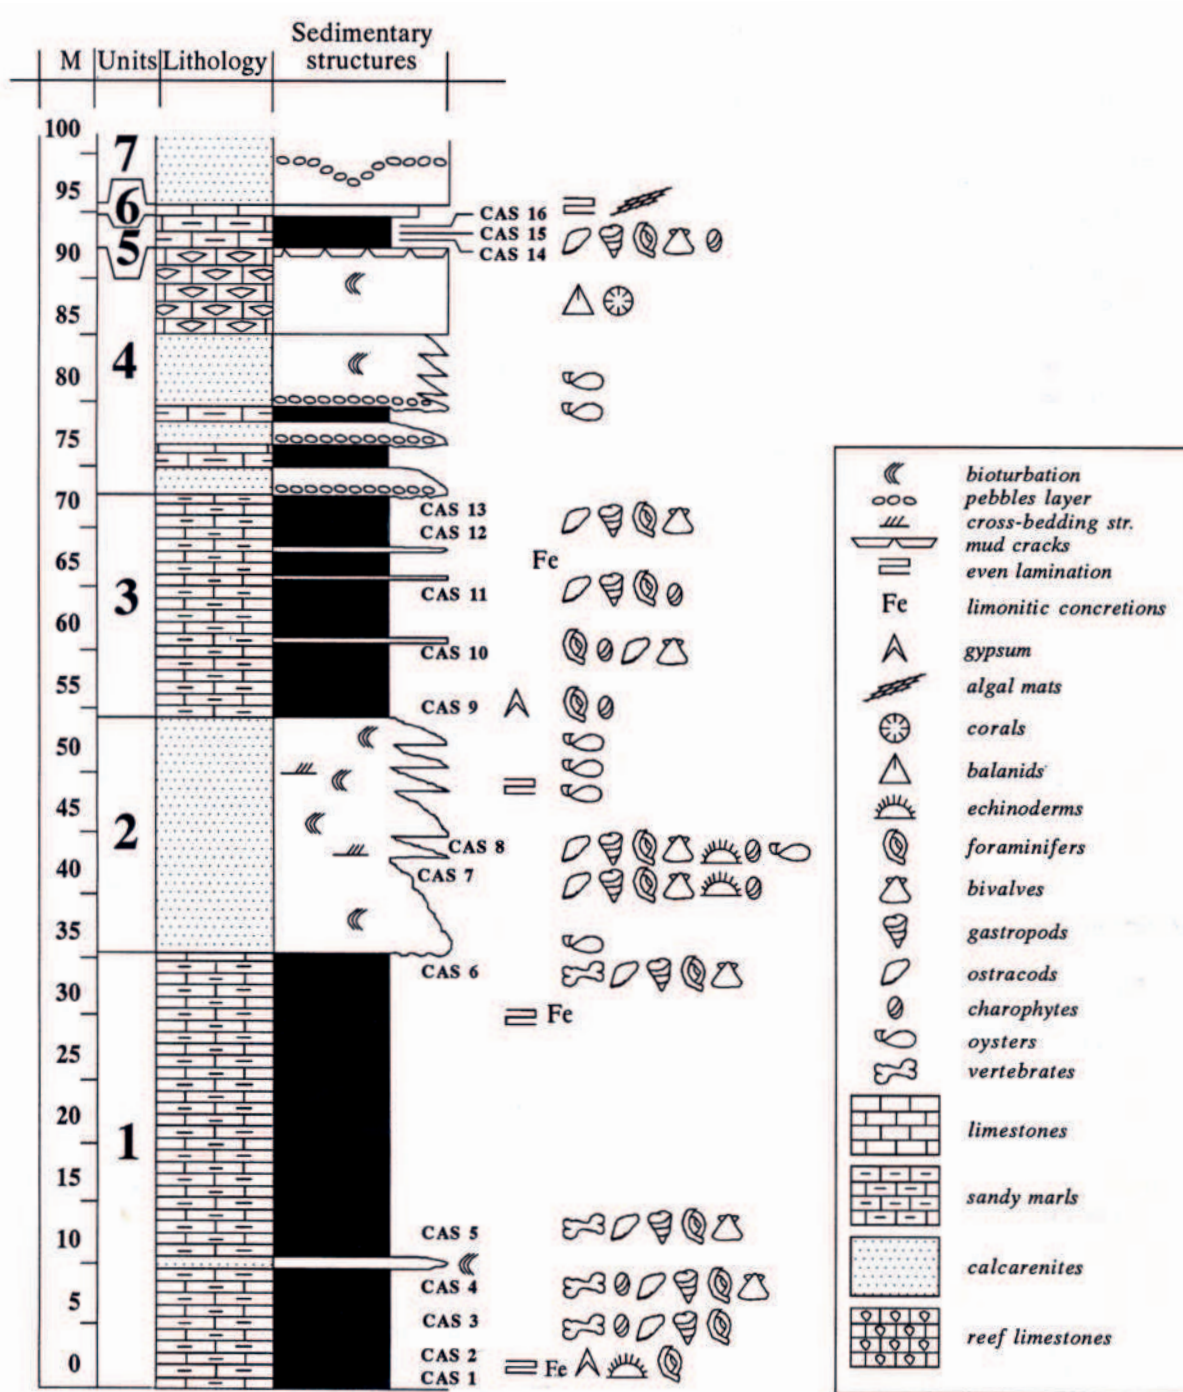 Sedimentary
M Units Lithology structures
100
7
95
6
CAS 16
CAS 15
5
90
CAS 14
85
4
80
75
70
CAS 13
CAS 12
65
Fe
3
CAS 11
60
CAS 10
55
CAS 9
50
45
2
CAS 8
40
CAS 7
35
CAS 6
30
Fe
25
20
1
15
CAS 5
10
CAS 4
5
CAS 3
CAS 2
0
Fe
CAS 1
bioturbation
pebbles layer
cross-bedding str.
mud cracks
even lamination
Fe limonitic concretions
gypsum
algal mats
corals
balanids
echinoderms
foraminifers
bivalves
gastropods
ostracods
charophytes
oysters
vertebrates
limestones
sandy marls
calcarenites
reef limestones